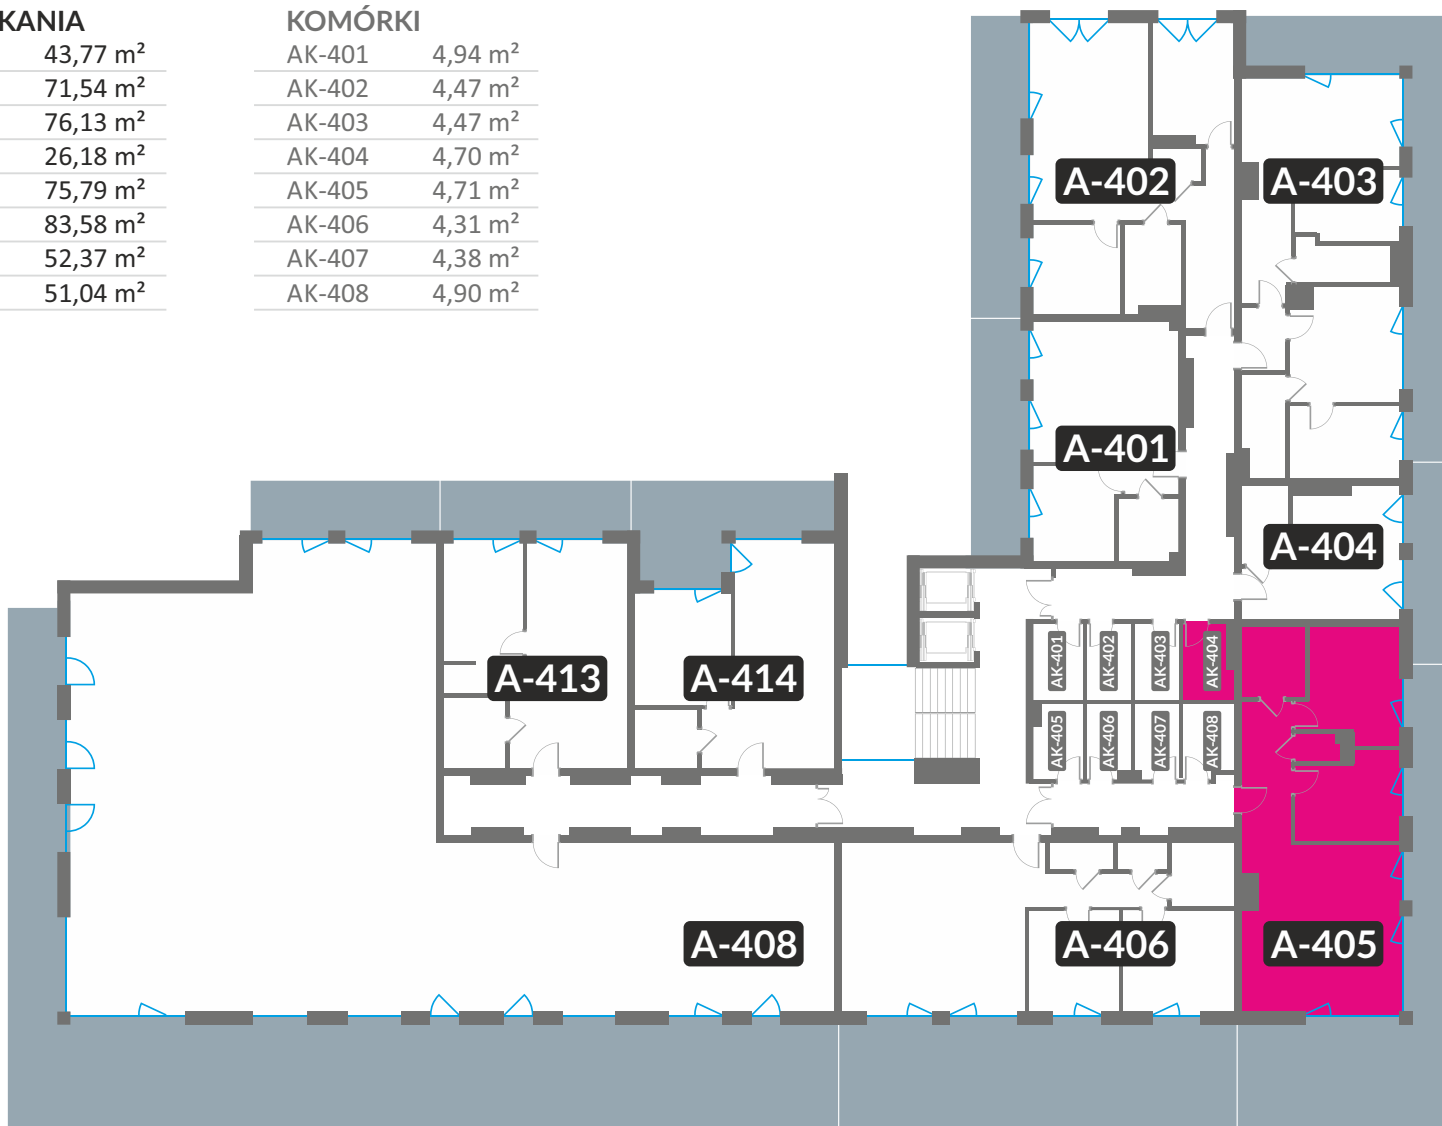 KANIA KOMÓRKI
43,77 m² AK-401 4,94 m²
71,54 m² AK-402 4,47 m²
76,13 m² AK-403 4,47 m²
26,18 m² AK-404 4,70 m²
75,79 m² AK-405 4,71 m²
83,58 m² AK-406 4,31 m²
52,37 m² AK-407 4,38 m²
51,04 m² AK-408 4,90 m²
A-402
A-403
A-401
A-404
AK-401
AK-402
AK-403
AK-404
A-413
A-414
AK-405
AK-406
AK-407
AK-408
A-408
A-406
A-405